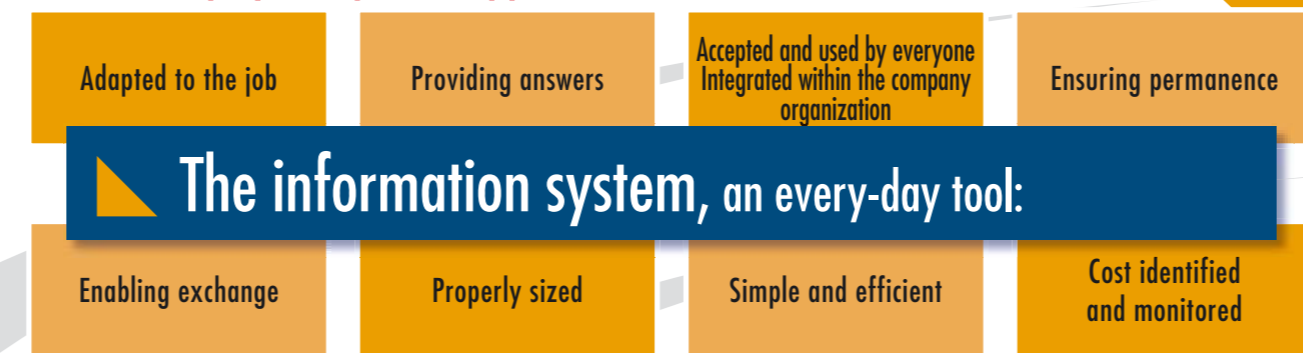 Adapted to the job
Providing answers
Accepted and used by everyone
Integrated within the company
organization
Ensuring permanence
The information system, an every-day tool:
Enabling exchange
Properly sized
Simple and efficient
Cost identified
and monitored